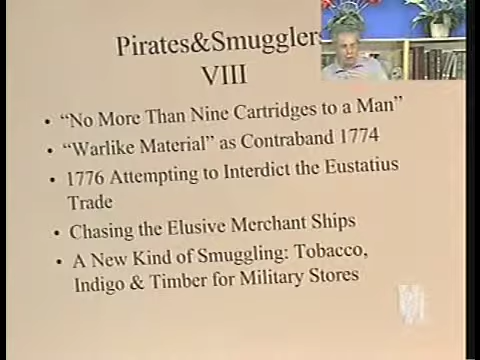 Pirates&Smugglers
VIII
• "No More Than Nine Cartridges to a Man"
• "Warlike Material" as Contraband 1774
• 1776 Attempting to Interdict the Eustatius
Trade
• Chasing the Elusive Merchant Ships
• A New Kind of Smuggling: Tobacco,
Indigo & Timber for Military Stores